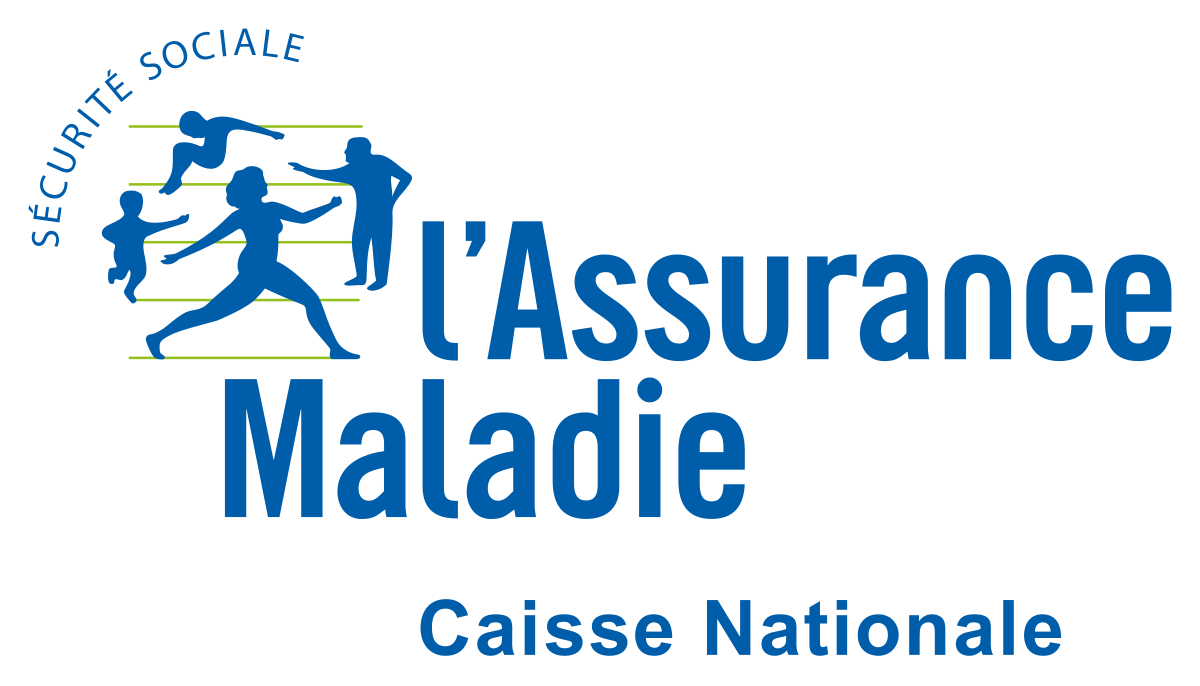 SÉCURITÉ SOCIALE
l'Assurance
Maladie
Caisse Nationale